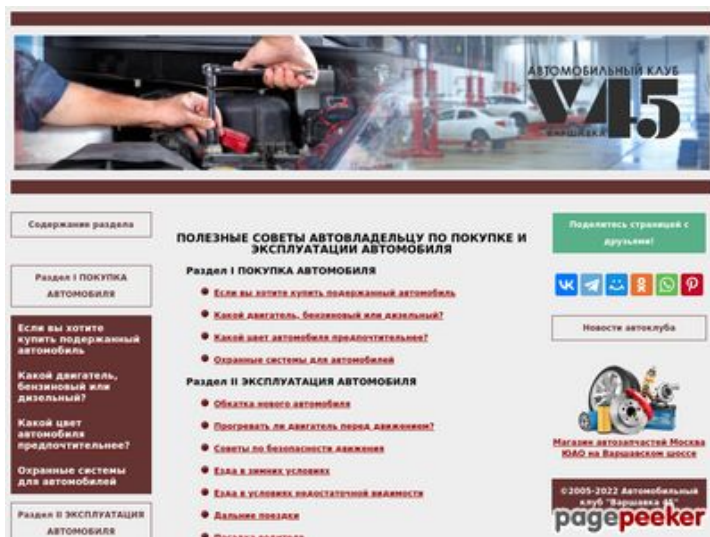 АВТОМОБИЛЬНЫЙ КЛУБ
V45
ВАРШАВКА
Содержание раздела
Раздел I ПОКУПКА
АВТОМОБИЛЯ
Если вы хотите
купить подержанный
автомобиль
Какой двигатель,
бензиновый или
дизельный?
Какой цвет
автомобиля
предпочтительнее?
Охранные системы
для автомобилей
Раздел II ЭКСПЛУАТАЦИЯ
АВТОМОБИЛЯ
ПОЛЕЗНЫЕ СОВЕТЫ АВТОВЛАДЕЛЬЦУ ПО ПОКУПКЕ И
ЭКСПЛУАТАЦИИ АВТОМОБИЛЯ
Раздел I ПОКУПКА АВТОМОБИЛЯ
Если вы хотите купить подержанный автомобиль
Какой двигатель, бензиновый или дизельный?
Какой цвет автомобиля предпочтительнее?
Охранные системы для автомобилей
Раздел II ЭКСПЛУАТАЦИЯ АВТОМОБИЛЯ
Обкатка нового автомобиля
Прогревать ли двигатель перед движением?
Советы по безопасности движения
Езда в зимних условиях
Езда в условиях недостаточной видимости
Дальние поездки
Поделитесь страницей с
друзьями!
Новости автоклуба
Магазин автозапчастей Москва
ЮАО на Варшавском шоссе
©2005-2022 Автомобильный
клуб "Варшавка
pagepeeker